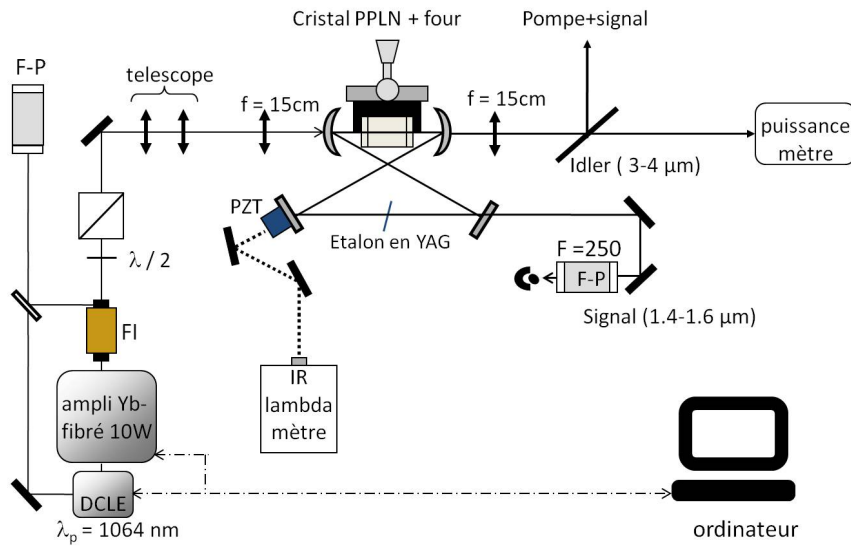 Cristal PPLN + four
Pompe+signal
F-P
telescope
f = 15cm
f = 15cm
puissance
mètre
Idler ( 3-4 µm)
PZT
Etalon en YAG
F =250
F-P
λ / 2
Signal (1.4-1.6 µm)
FI
IR
lambda
mètre
ampli Yb-
fibré 10W
DCLE
λp = 1064 nm
ordinateur